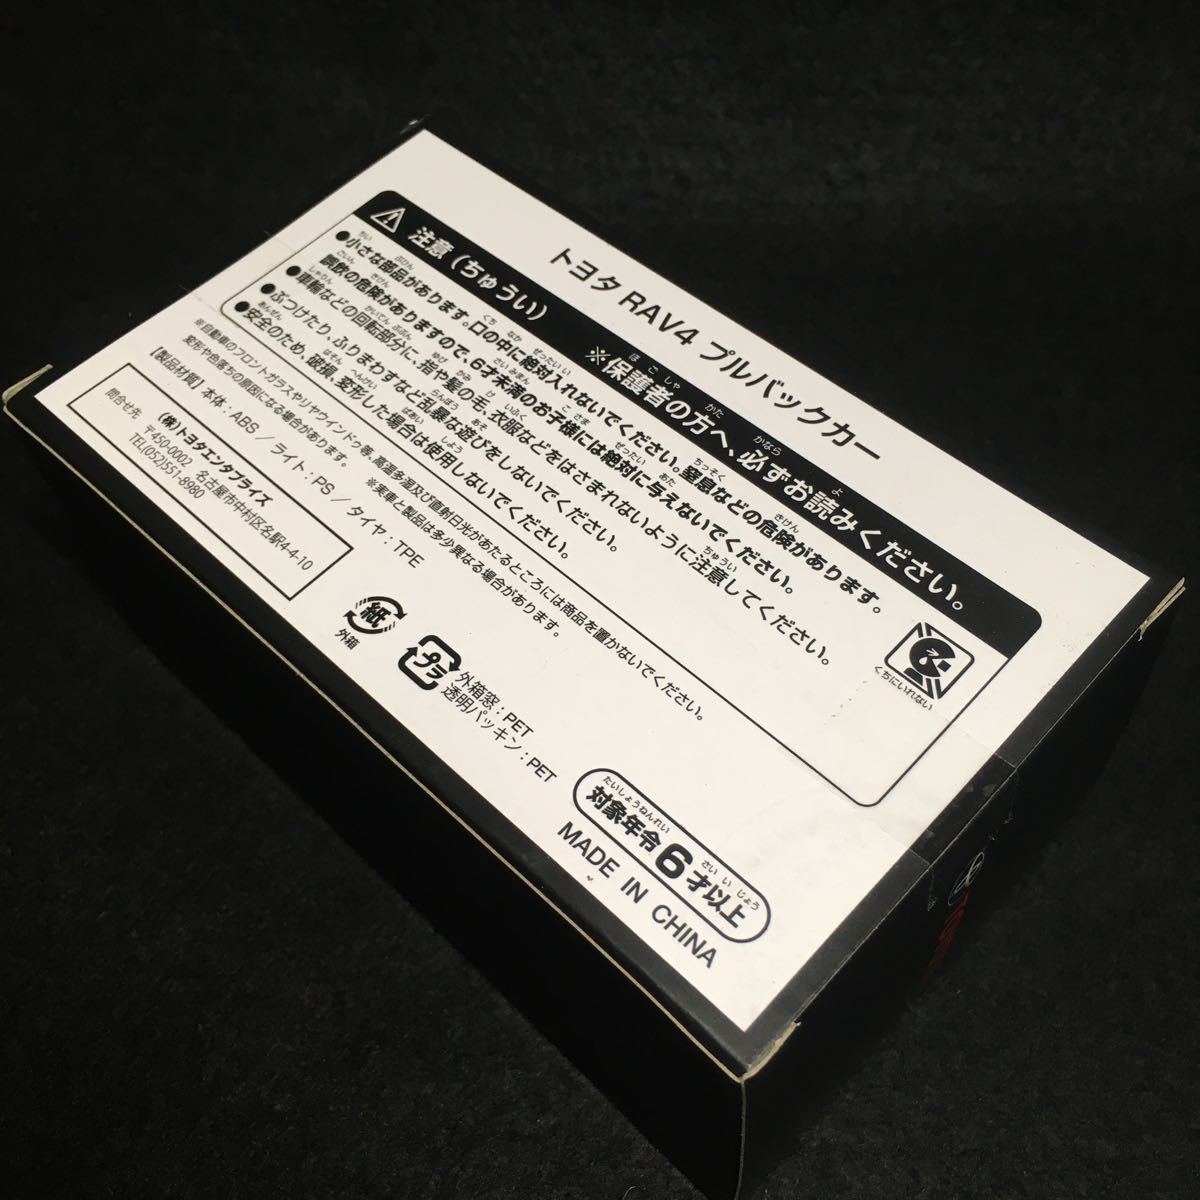 トヨタ RAV4 プルバックカー
注意(ちゅうい) ※保護者の方へ、必ずお読みください。
●小さな部品があります。口の中に絶対入れないでください。窒息などの危険があります。
誤飲の危険がありますので、6才未満のお子様には絶対に与えないでください。
●車輪などの回転部分に、指や髪の毛、衣服などをはさまれないように注意してください。
●ぶつけたり、ふりまわすなど乱暴な遊びをしないでください。
●安全のため、破損、変形した場合は使用しないでください。
くちにいれない
※自動車のフロントガラスやリヤウインドゥ等、高温多湿及び直射日光があたるところには商品を置かないでください。
変形や色落ちの原因になる場合があります。 ※実車と製品は多少異なる場合があります。
【製品材質】本体:ABS / ライト:PS / タイヤ:TPE
問合せ先
(株)トヨタエンタプライズ
〒450-0002 名古屋市中村区名駅4-4-10
TEL(052)551-8980
紙
外箱
プラ
外箱窓:PET
透明パッキン:PET
対象年令6才以上
MADE IN CHINA